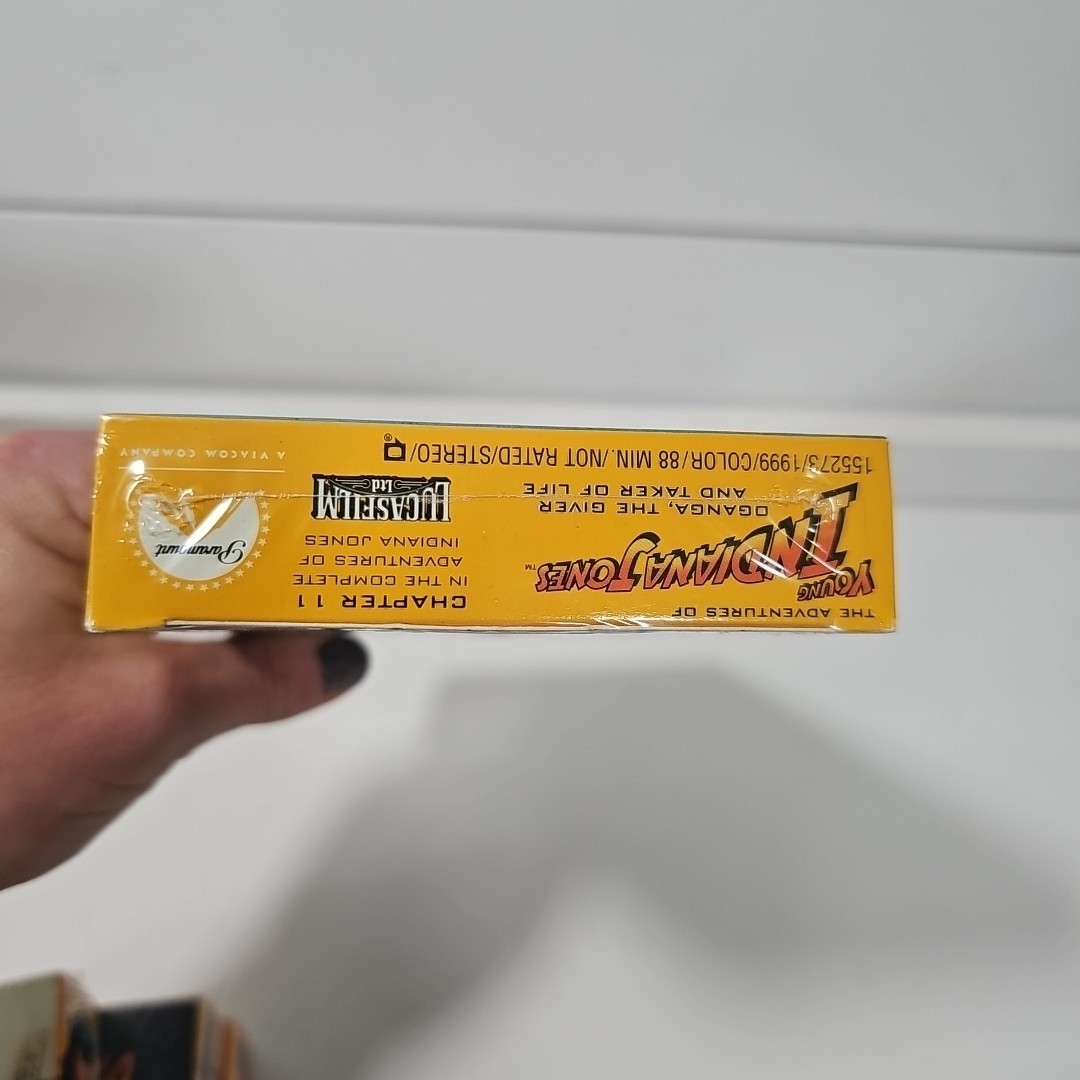 THE ADVENTURES OF
YOUNG
INDIANA JONES™
OGANGA, THE GIVER
AND TAKER OF LIFE
155273/1999/COLOR/88 MIN./NOT RATED/STEREO/
®
CHAPTER 11
IN THE COMPLETE
ADVENTURES OF
INDIANA JONES
LUCASFILM
Ltd
Paramount
A VIACOM COMPANY